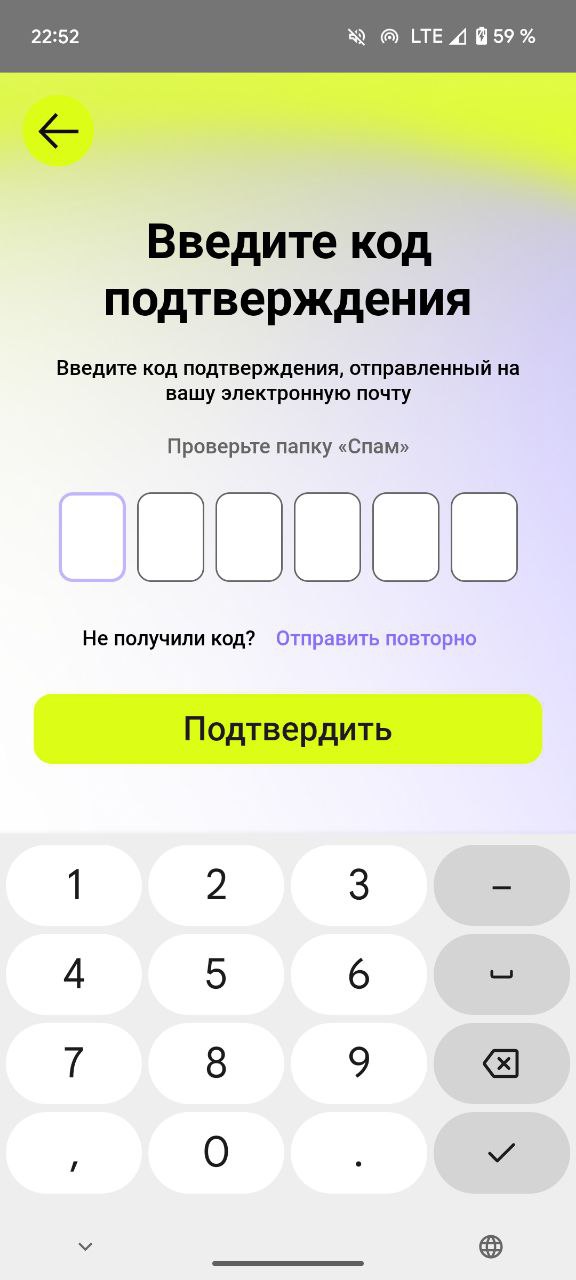 22:52 LTE 59 %
Введите код
подтверждения
Введите код подтверждения, отправленный на
вашу электронную почту
Проверьте папку «Спам»
Не получили код? Отправить повторно
Подтвердить
1 2 3 –
4 5 6
7 8 9
, 0 .